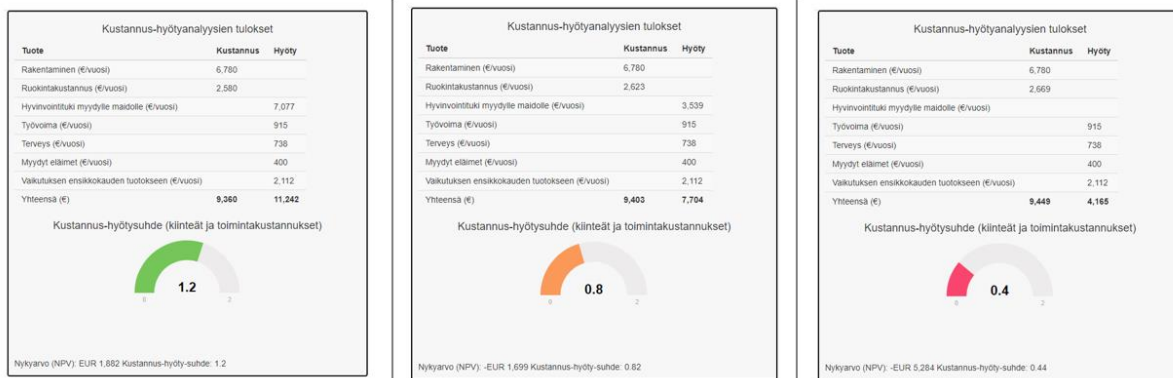 Kustannus-hyötyanalyysien tulokset
Tuote Kustannus Hyöty
Rakentaminen (€/vuosi) 6,780
Ruokintakustannus (€/vuosi) 2,580
Hyvinvointituki myydylle maidolle (€/vuosi) 7,077
Työvoima (€/vuosi) 915
Terveys (€/vuosi) 738
Myydyt eläimet (€/vuosi) 400
Vaikutuksen ensikkokauden tuotokseen (€/vuosi) 2,112
Yhteensä (€) 9,360 11,242
Kustannus-hyötysuhde (kiinteät ja toimintakustannukset)
1.2
0 2
Nykyarvo (NPV): EUR 1,882 Kustannus-hyöty-suhde: 1.2
Kustannus-hyötyanalyysien tulokset
Tuote Kustannus Hyöty
Rakentaminen (€/vuosi) 6,780
Ruokintakustannus (€/vuosi) 2,623
Hyvinvointituki myydylle maidolle (€/vuosi) 3,539
Työvoima (€/vuosi) 915
Terveys (€/vuosi) 738
Myydyt eläimet (€/vuosi) 400
Vaikutuksen ensikkokauden tuotokseen (€/vuosi) 2,112
Yhteensä (€) 9,403 7,704
Kustannus-hyötysuhde (kiinteät ja toimintakustannukset)
0.8
0 2
Nykyarvo (NPV): -EUR 1,699 Kustannus-hyöty-suhde: 0.82
Kustannus-hyötyanalyysien tulokset
Tuote Kustannus Hyöty
Rakentaminen (€/vuosi) 6,780
Ruokintakustannus (€/vuosi) 2,669
Hyvinvointituki myydylle maidolle (€/vuosi)
Työvoima (€/vuosi) 915
Terveys (€/vuosi) 738
Myydyt eläimet (€/vuosi) 400
Vaikutuksen ensikkokauden tuotokseen (€/vuosi) 2,112
Yhteensä (€) 9,449 4,165
Kustannus-hyötysuhde (kiinteät ja toimintakustannukset)
0.4
0 2
Nykyarvo (NPV): -EUR 5,284 Kustannus-hyöty-suhde: 0.44